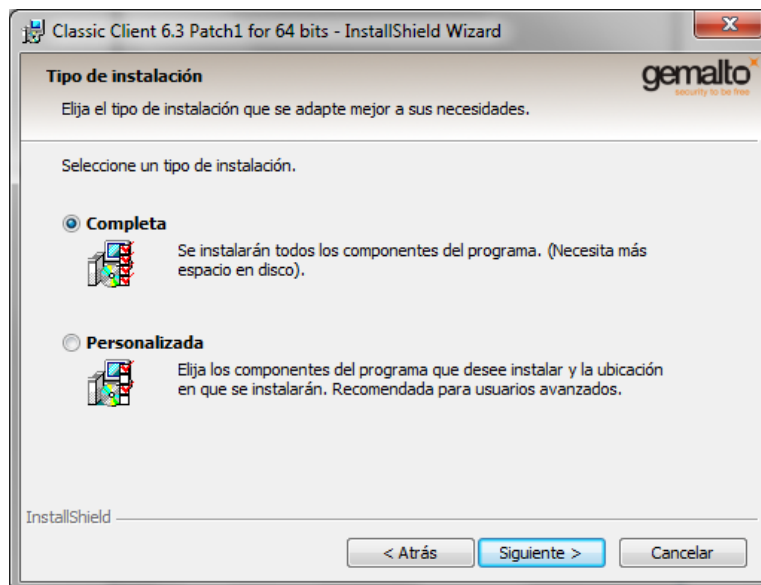 Classic Client 6.3 Patch1 for 64 bits - InstallShield Wizard
Tipo de instalación
Elija el tipo de instalación que se adapte mejor a sus necesidades.
gemalto
security to be free
Seleccione un tipo de instalación.
Completa
Se instalarán todos los componentes del programa. (Necesita más
espacio en disco).
Personalizada
Elija los componentes del programa que desee instalar y la ubicación
en que se instalarán. Recomendada para usuarios avanzados.
InstallShield
< Atrás
Siguiente >
Cancelar